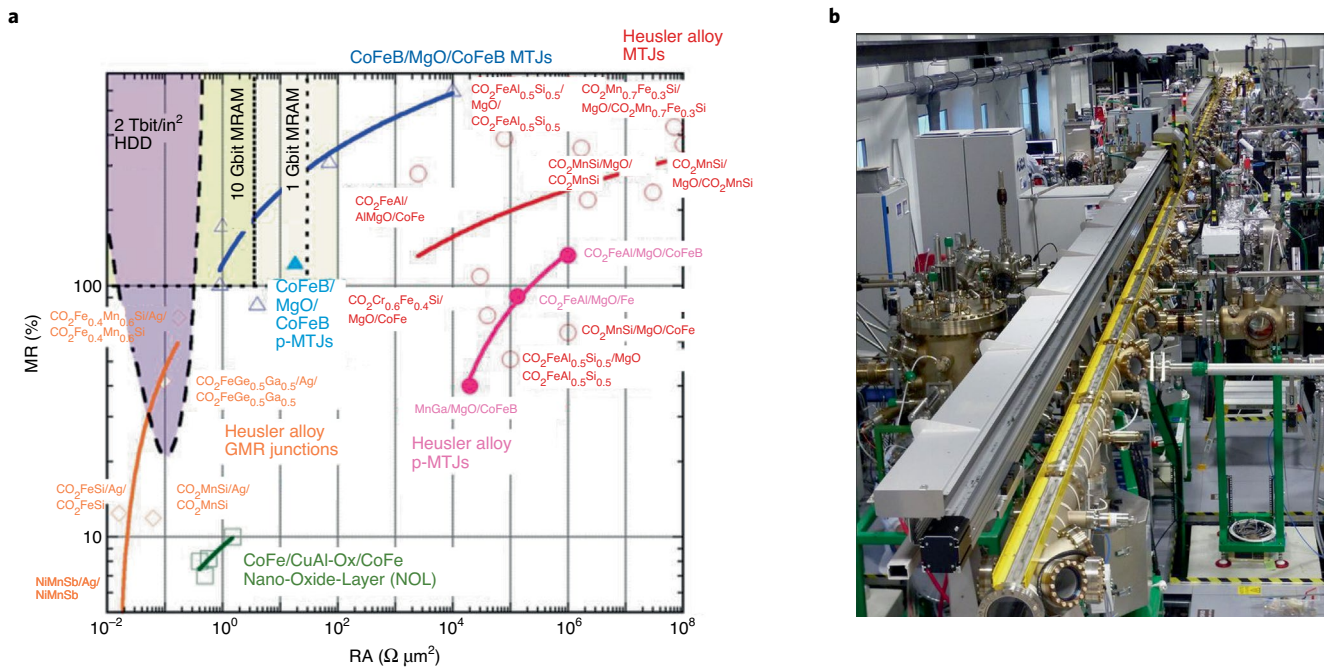 a
b
CoFeB/MgO/CoFeB MTJs
Heusler alloy
MTJs
2 Tbit/in²
HDD
10 Gbit MRAM
1 Gbit MRAM
CO₂FeAl₀.₅Si₀.₅/
MgO/
CO₂FeAl₀.₅Si₀.₅
CO₂Mn₀.₇Fe₀.₃Si/
MgO/CO₂Mn₀.₇Fe₀.₃Si
CO₂MnSi/MgO/
CO₂MnSi
CO₂MnSi/
MgO/CO₂MnSi
CO₂FeAl/
AlMgO/CoFe
CO₂FeAl/MgO/CoFeB
CoFeB/
MgO/
CoFeB
p-MTJs
CO₂Cr₀.₆Fe₀.₄Si/
MgO/CoFe
CO₂FeAl/MgO/Fe
CO₂Fe₀.₄Mn₀.₆Si/Ag/
CO₂Fe₀.₄Mn₀.₆Si
CO₂MnSi/MgO/CoFe
CO₂FeAl₀.₅Si₀.₅/MgO
CO₂FeAl₀.₅Si₀.₅
CO₂FeGe₀.₅Ga₀.₅/Ag/
CO₂FeGe₀.₅Ga₀.₅
MnGa/MgO/CoFeB
Heusler alloy
GMR junctions
Heusler alloy
p-MTJs
CO₂FeSi/Ag/
CO₂FeSi
CO₂MnSi/Ag/
CO₂MnSi
CoFe/CuAl-Ox/CoFe
Nano-Oxide-Layer (NOL)
NiMnSb/Ag/
NiMnSb
MR (%)
100
10
10⁻² 10⁰ 10² 10⁴ 10⁶ 10⁸
RA (Ω μm²)